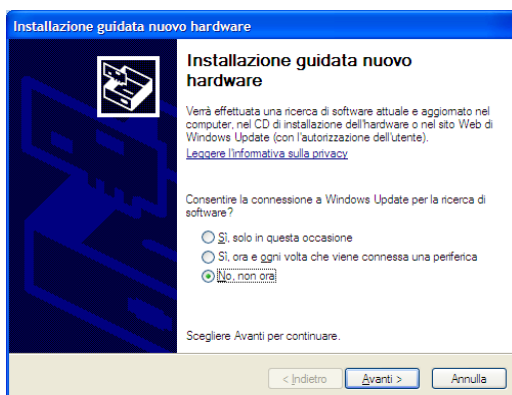 Installazione guidata nuovo hardware
Installazione guidata nuovo
hardware
Verrà effettuata una ricerca di software attuale e aggiornato nel
computer, nel CD di installazione dell'hardware o nel sito Web di
Windows Update (con l'autorizzazione dell'utente).
Leggere l'informativa sulla privacy
Consentire la connessione a Windows Update per la ricerca di
software?
Sì, solo in questa occasione
Sì, ora e ogni volta che viene connessa una periferica
No, non ora
Scegliere Avanti per continuare.
< Indietro Avanti > Annulla